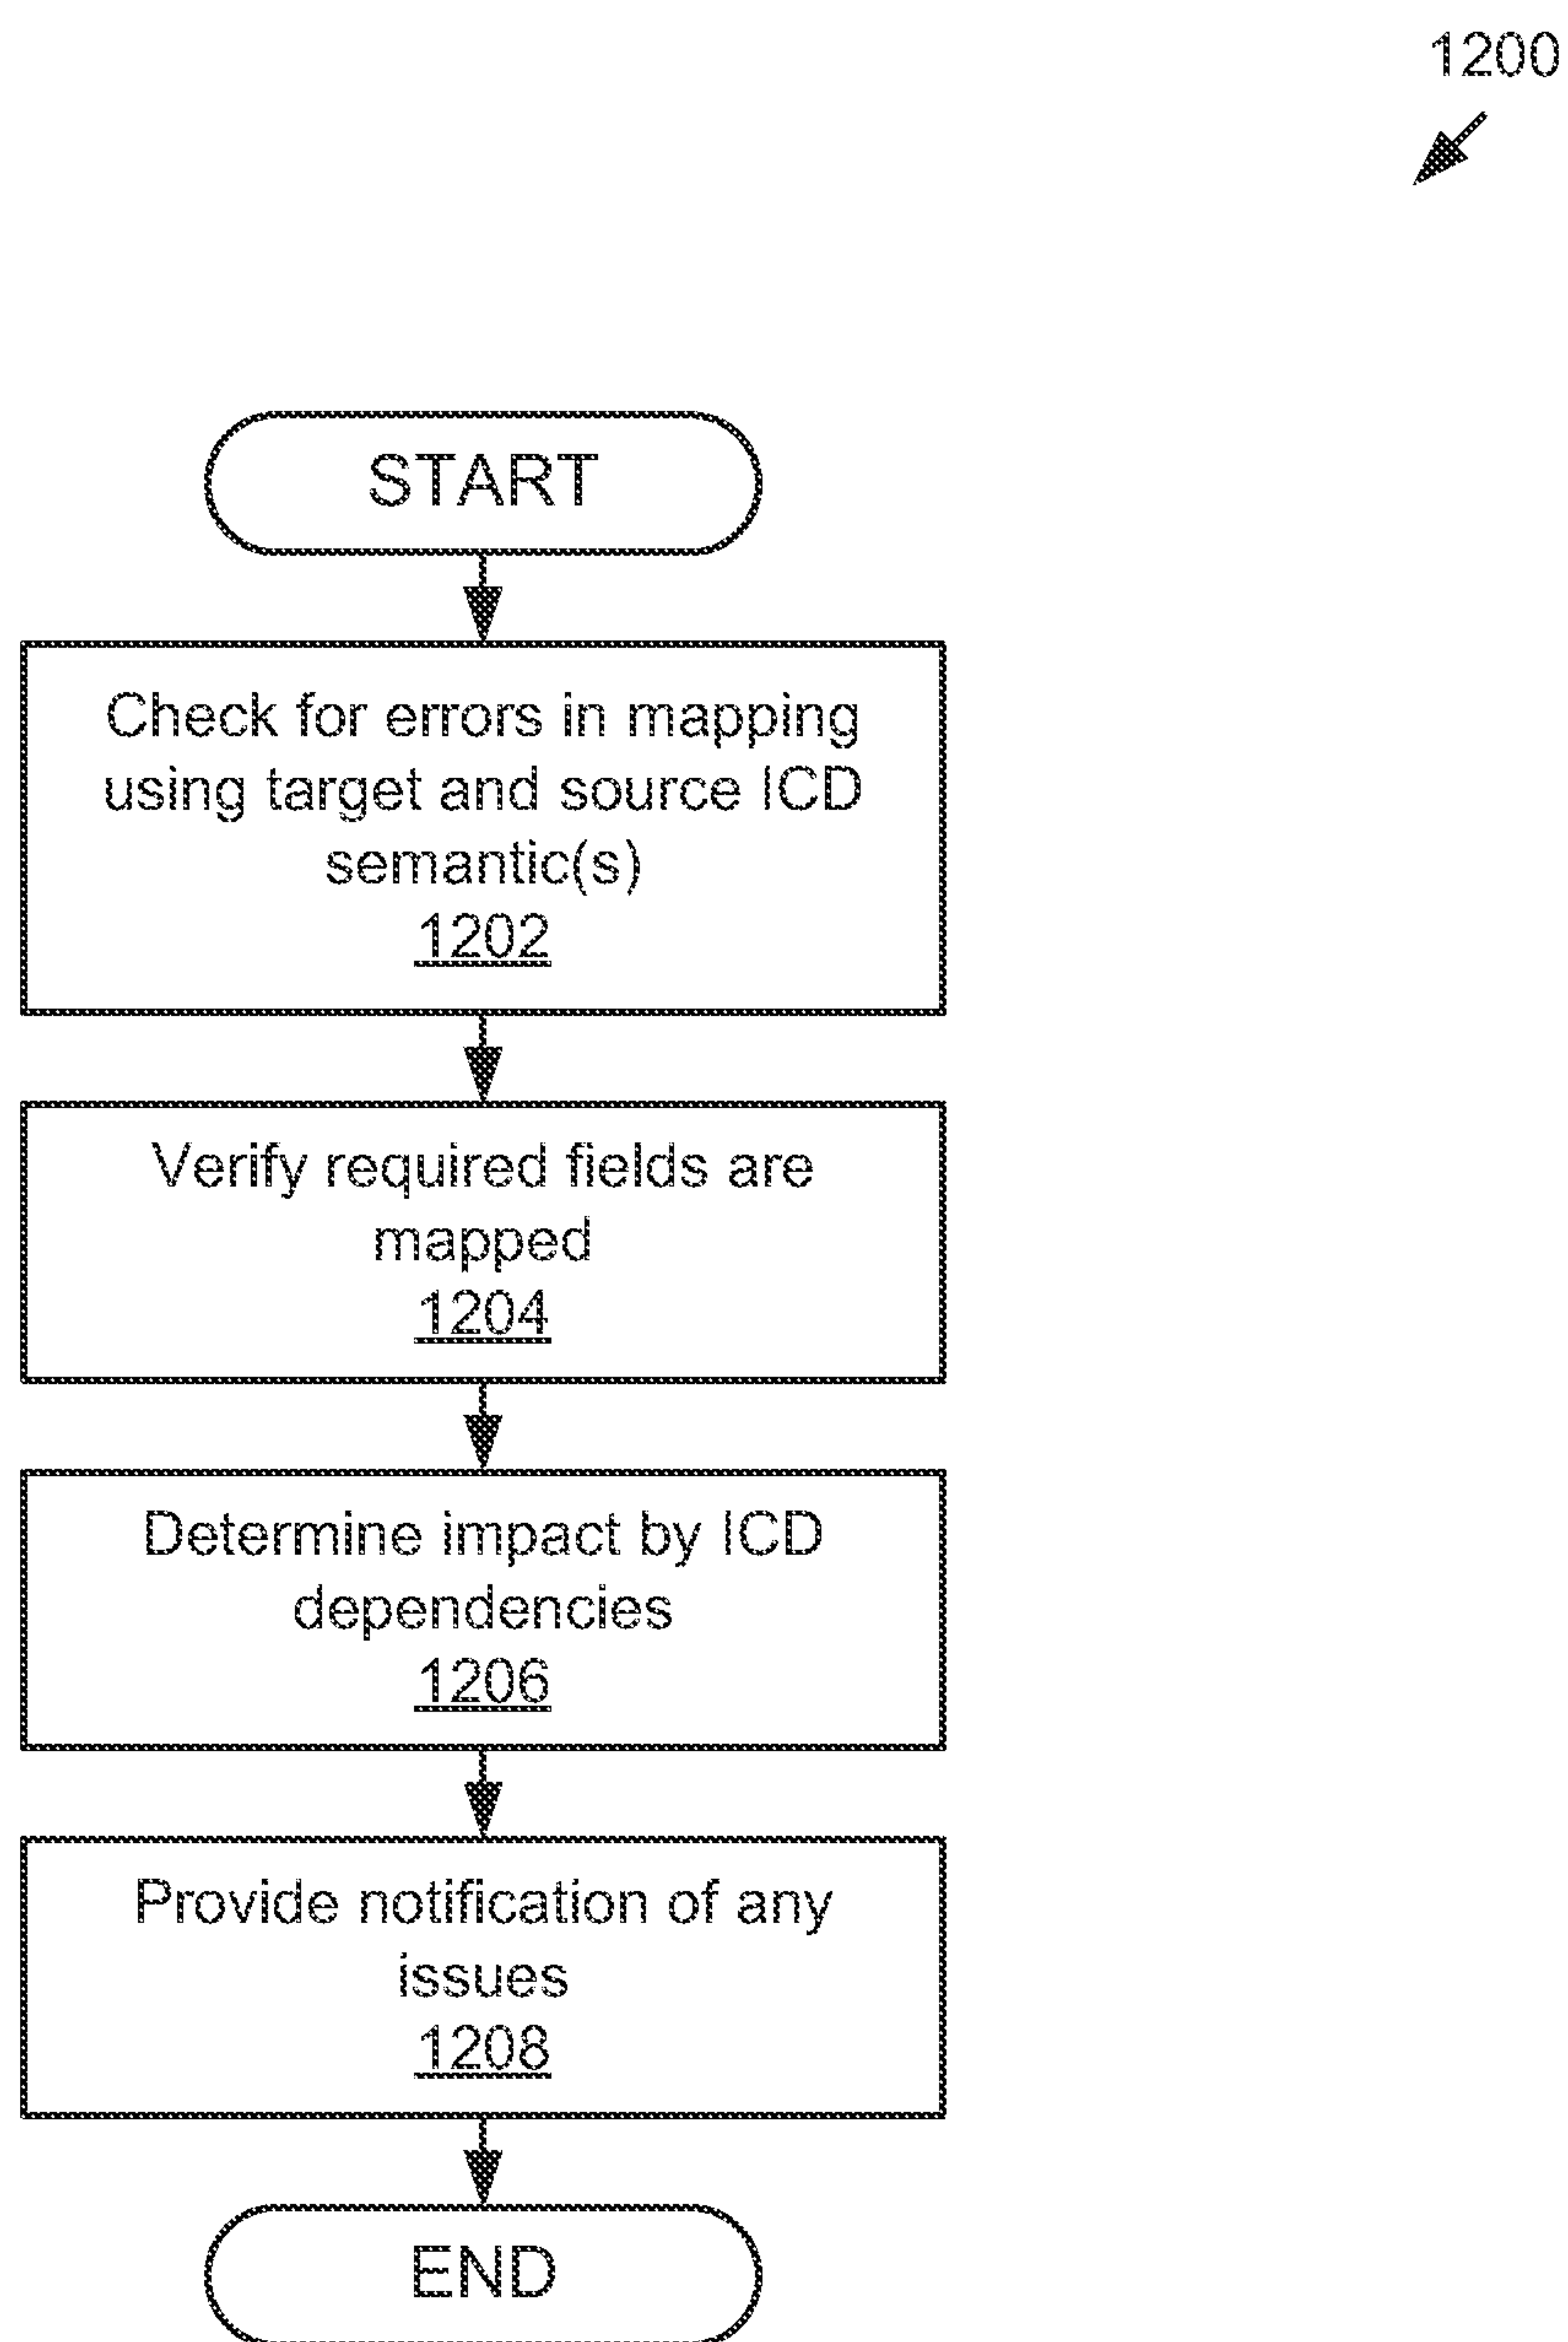 1200
START
Check for errors in mapping
using target and source ICD
semantic(s)
1202
Verify required fields are
mapped
1204
Determine impact by ICD
dependencies
1206
Provide notification of any
issues
1208
END